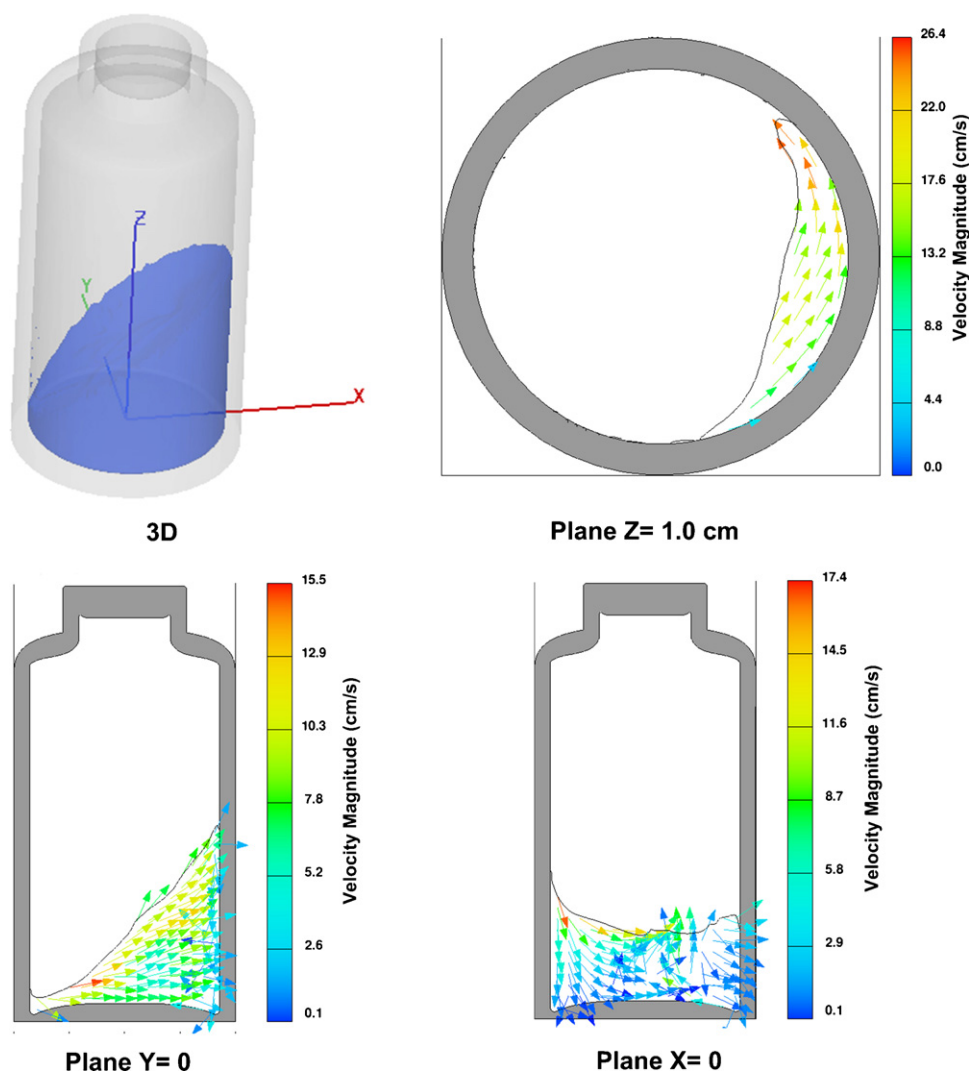 Z
Y
X
3D
26.4
22.0
17.6
13.2
8.8
4.4
0.0
Velocity Magnitude (cm/s)
Plane Z= 1.0 cm
15.5
12.9
10.3
7.8
5.2
2.6
0.1
Velocity Magnitude (cm/s)
Plane Y= 0
17.4
14.5
11.6
8.7
5.8
2.9
0.1
Velocity Magnitude (cm/s)
Plane X= 0